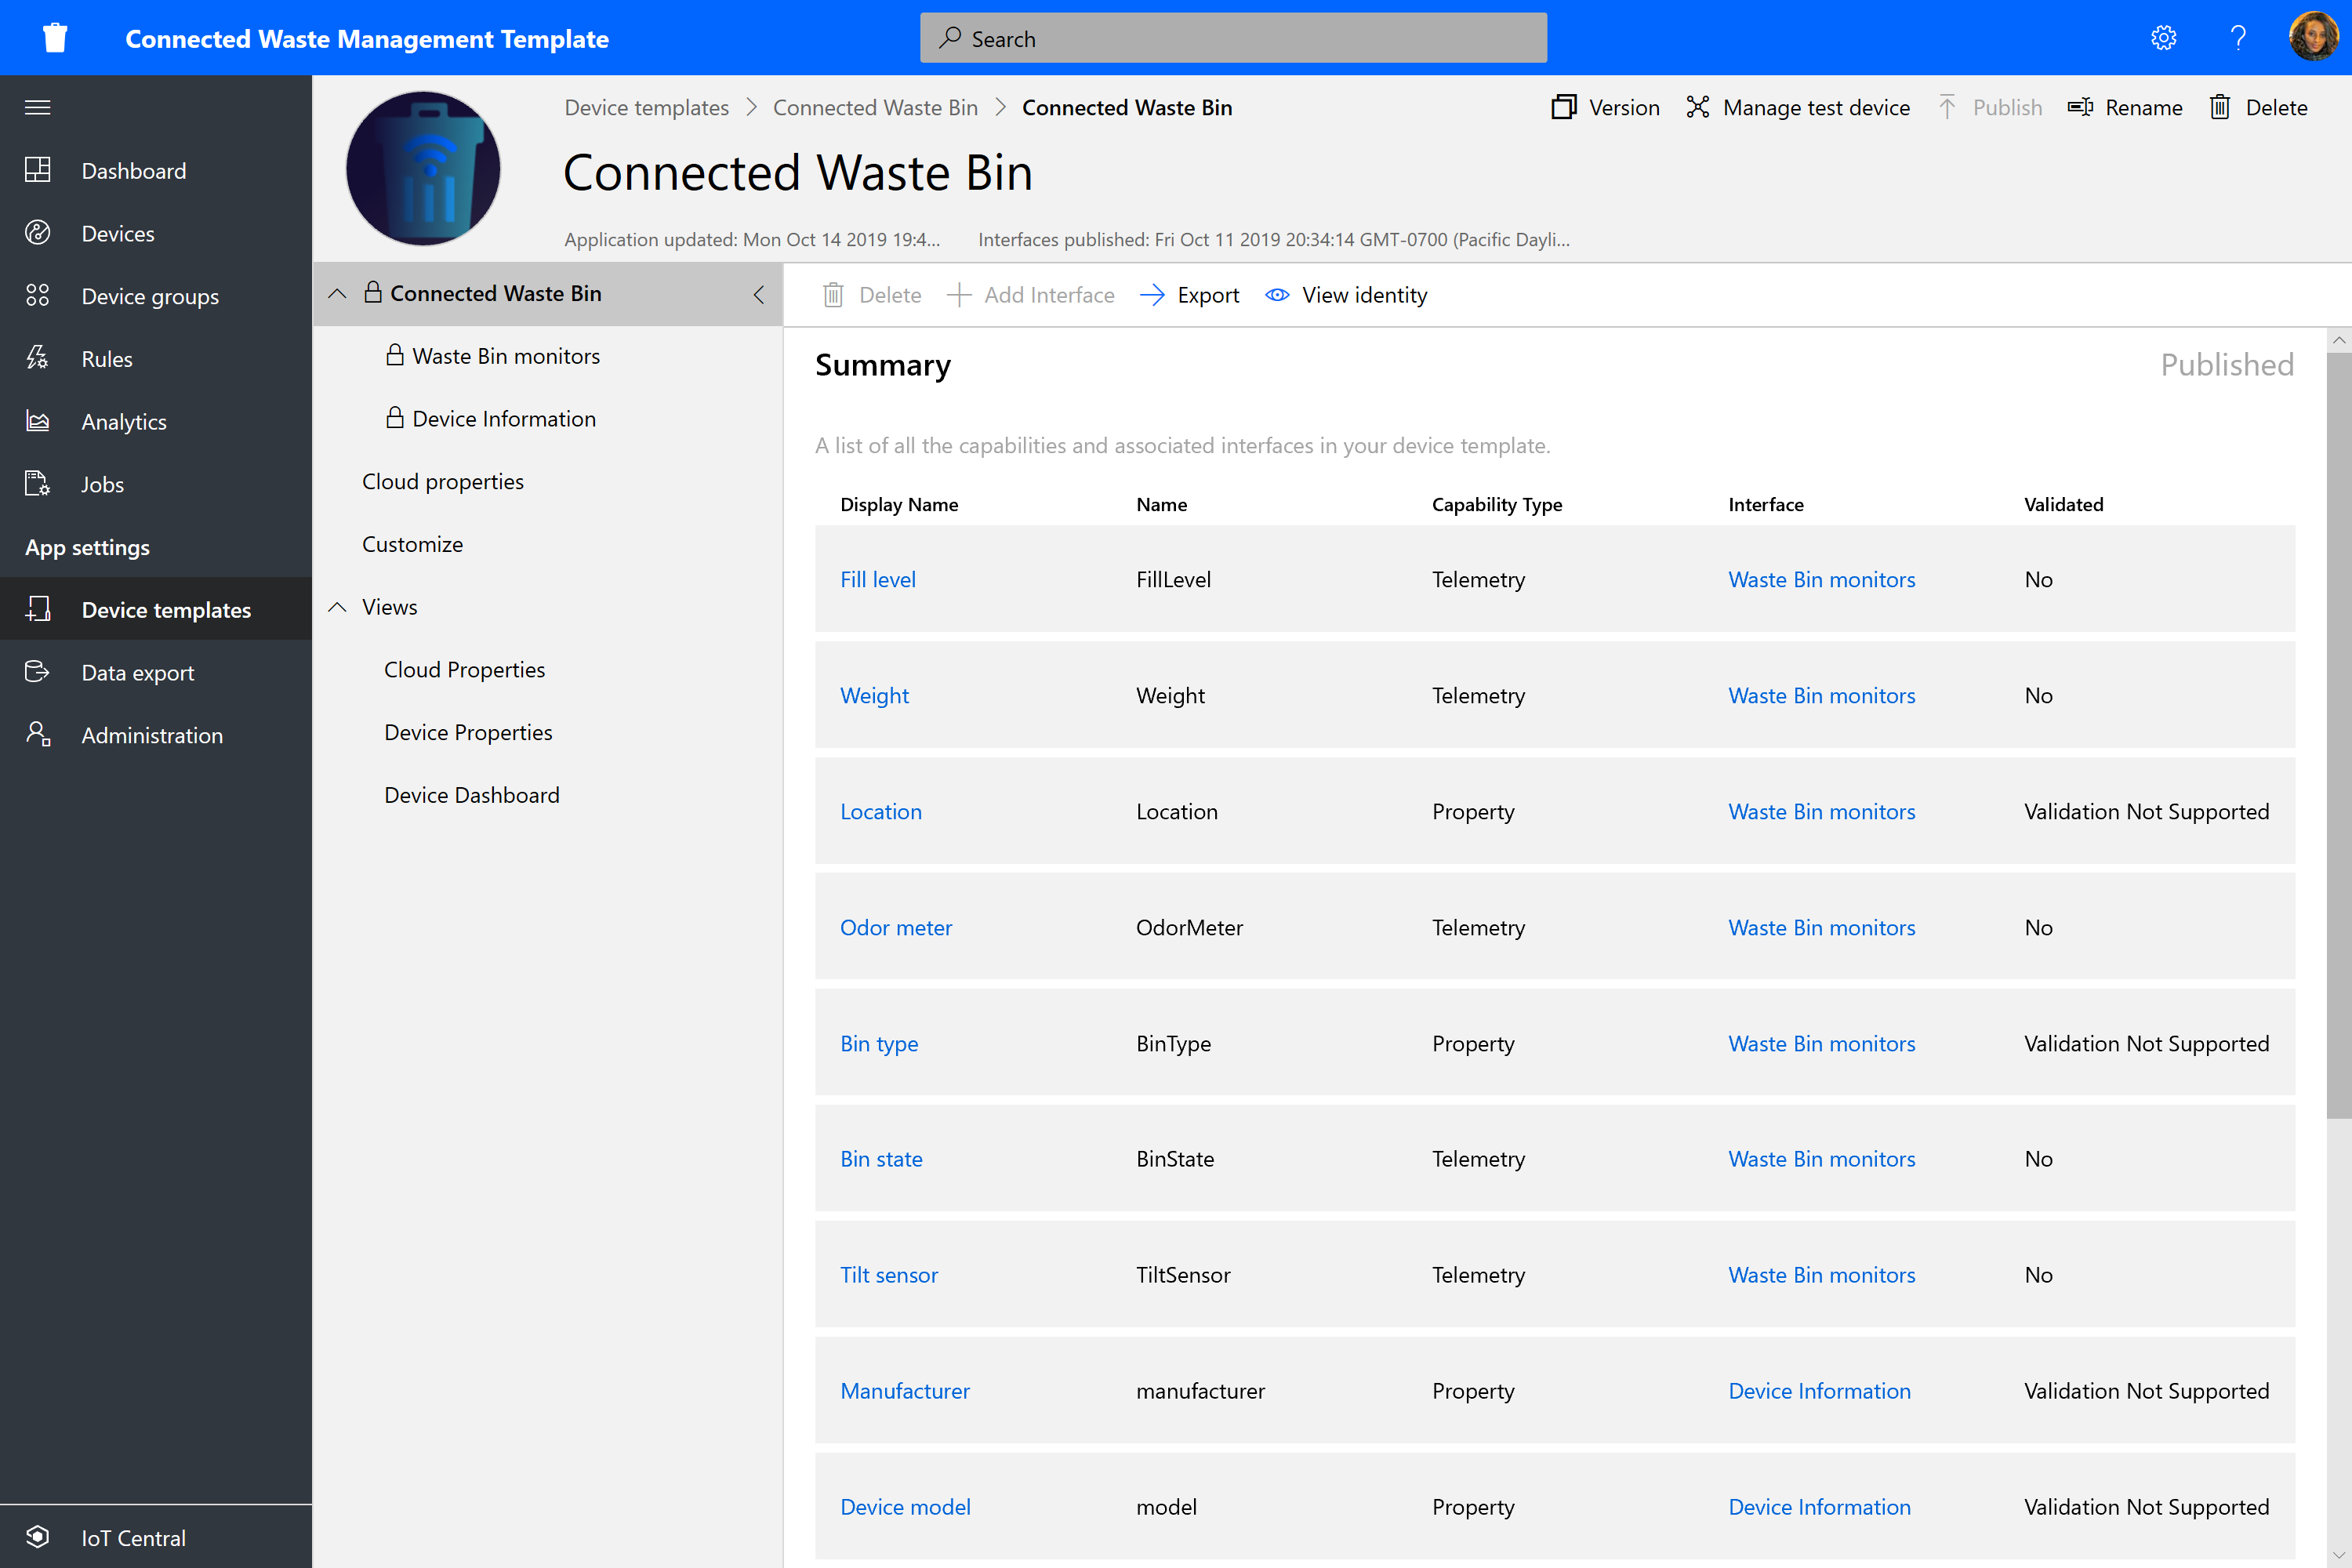 Connected Waste Management Template
Search
Dashboard
Devices
Device groups
Rules
Analytics
Jobs
App settings
Device templates
Data export
Administration
IoT Central
Device templates > Connected Waste Bin > Connected Waste Bin
Version Manage test device Publish Rename Delete
Connected Waste Bin
Application updated: Mon Oct 14 2019 19:4... Interfaces published: Fri Oct 11 2019 20:34:14 GMT-0700 (Pacific Dayli...
Connected Waste Bin
Waste Bin monitors
Device Information
Cloud properties
Customize
Views
Cloud Properties
Device Properties
Device Dashboard
Delete Add Interface Export View identity
Summary Published
A list of all the capabilities and associated interfaces in your device template.
Display Name Name Capability Type Interface Validated
Fill level FillLevel Telemetry Waste Bin monitors No
Weight Weight Telemetry Waste Bin monitors No
Location Location Property Waste Bin monitors Validation Not Supported
Odor meter OdorMeter Telemetry Waste Bin monitors No
Bin type BinType Property Waste Bin monitors Validation Not Supported
Bin state BinState Telemetry Waste Bin monitors No
Tilt sensor TiltSensor Telemetry Waste Bin monitors No
Manufacturer manufacturer Property Device Information Validation Not Supported
Device model model Property Device Information Validation Not Supported